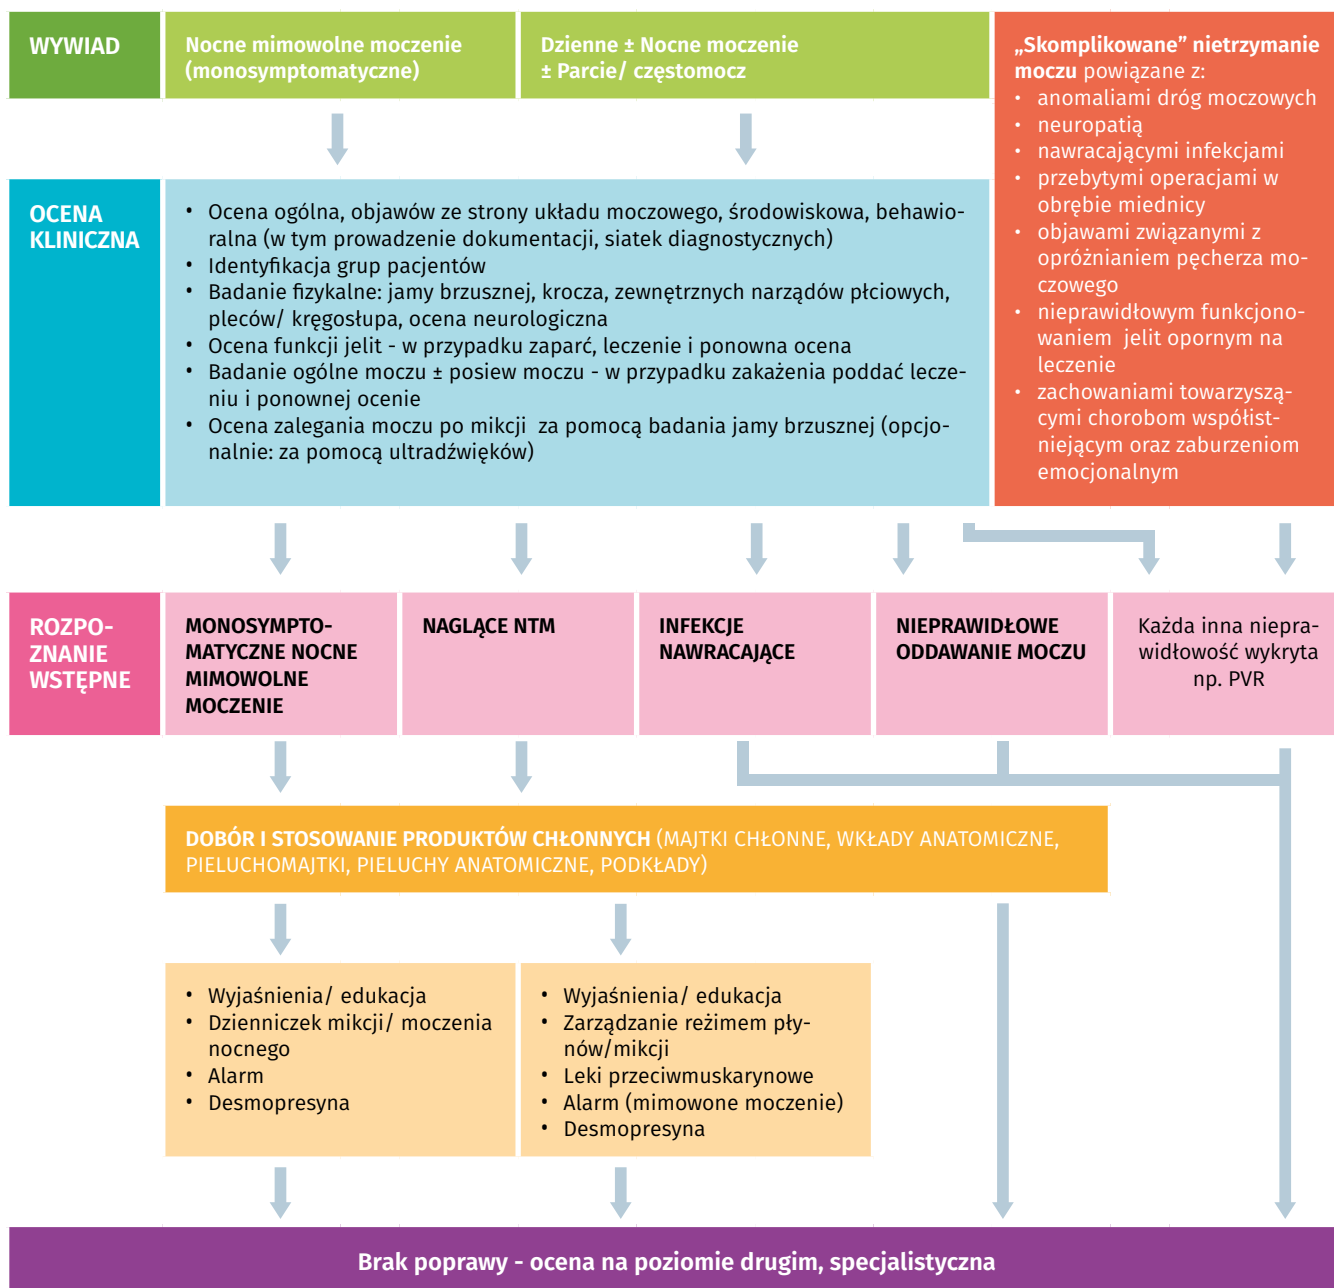 WYWIAD
Nocne mimowolne moczenie
(monosymptomatyczne)
Dzienne ± Nocne moczenie
± Parcie/ częstomocz
„Skomplikowane” nietrzymanie
moczu powiązane z:
• anomaliami dróg moczowych
• neuropatią
• nawracającymi infekcjami
• przebytymi operacjami w
obrębie miednicy
• objawami związanymi z
opróżnianiem pęcherza mo-
czowego
• nieprawidłowym funkcjono-
waniem jelit opornym na
leczenie
• zachowaniami towarzyszą-
cymi chorobom współist-
niejącym oraz zaburzeniom
emocjonalnym
OCENA
KLINICZNA
• Ocena ogólna, objawów ze strony układu moczowego, środowiskowa, behawio-
ralna (w tym prowadzenie dokumentacji, siatek diagnostycznych)
• Identyfikacja grup pacjentów
• Badanie fizykalne: jamy brzusznej, krocza, zewnętrznych narządów płciowych,
pleców/ kręgosłupa, ocena neurologiczna
• Ocena funkcji jelit - w przypadku zaparć, leczenie i ponowna ocena
• Badanie ogólne moczu ± posiew moczu - w przypadku zakażenia poddać lecze-
niu i ponownej ocenie
• Ocena zalegania moczu po mikcji za pomocą badania jamy brzusznej (opcjo-
nalnie: za pomocą ultradźwięków)
ROZPO-
ZNANIE
WSTĘPNE
MONOSYMPTO-
MATYCZNE NOCNE
MIMOWOLNE
MOCZENIE
NAGLĄCE NTM
INFEKCJE
NAWRACAJĄCE
NIEPRAWIDŁOWE
ODDAWANIE MOCZU
Każda inna niepra-
widłowość wykryta
np. PVR
DOBÓR I STOSOWANIE PRODUKTÓW CHŁONNYCH (MAJTKI CHŁONNE, WKŁADY ANATOMICZNE,
PIELUCHOMAJTKI, PIELUCHY ANATOMICZNE, PODKŁADY)
• Wyjaśnienia/ edukacja
• Dzienniczek mikcji/ moczenia
nocnego
• Alarm
• Desmopresyna
• Wyjaśnienia/ edukacja
• Zarządzanie reżimem pły-
nów/mikcji
• Leki przeciwmuskarynowe
• Alarm (mimowone moczenie)
• Desmopresyna
Brak poprawy - ocena na poziomie drugim, specjalistyczna